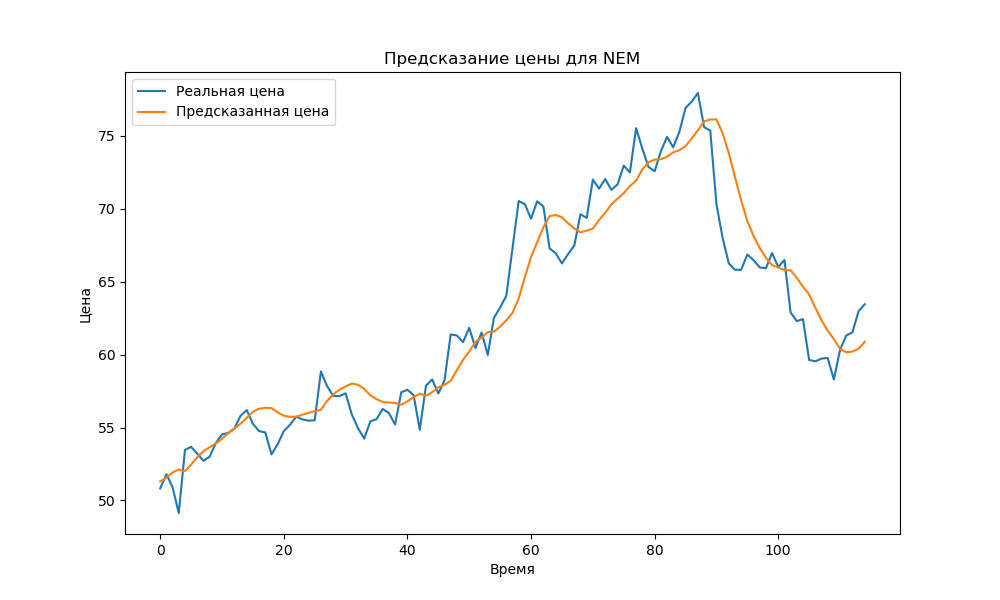 Предсказание цены для NEM
Реальная цена
Предсказанная цена
75
70
65
60
55
50
Цена
0 20 40 60 80 100
Время